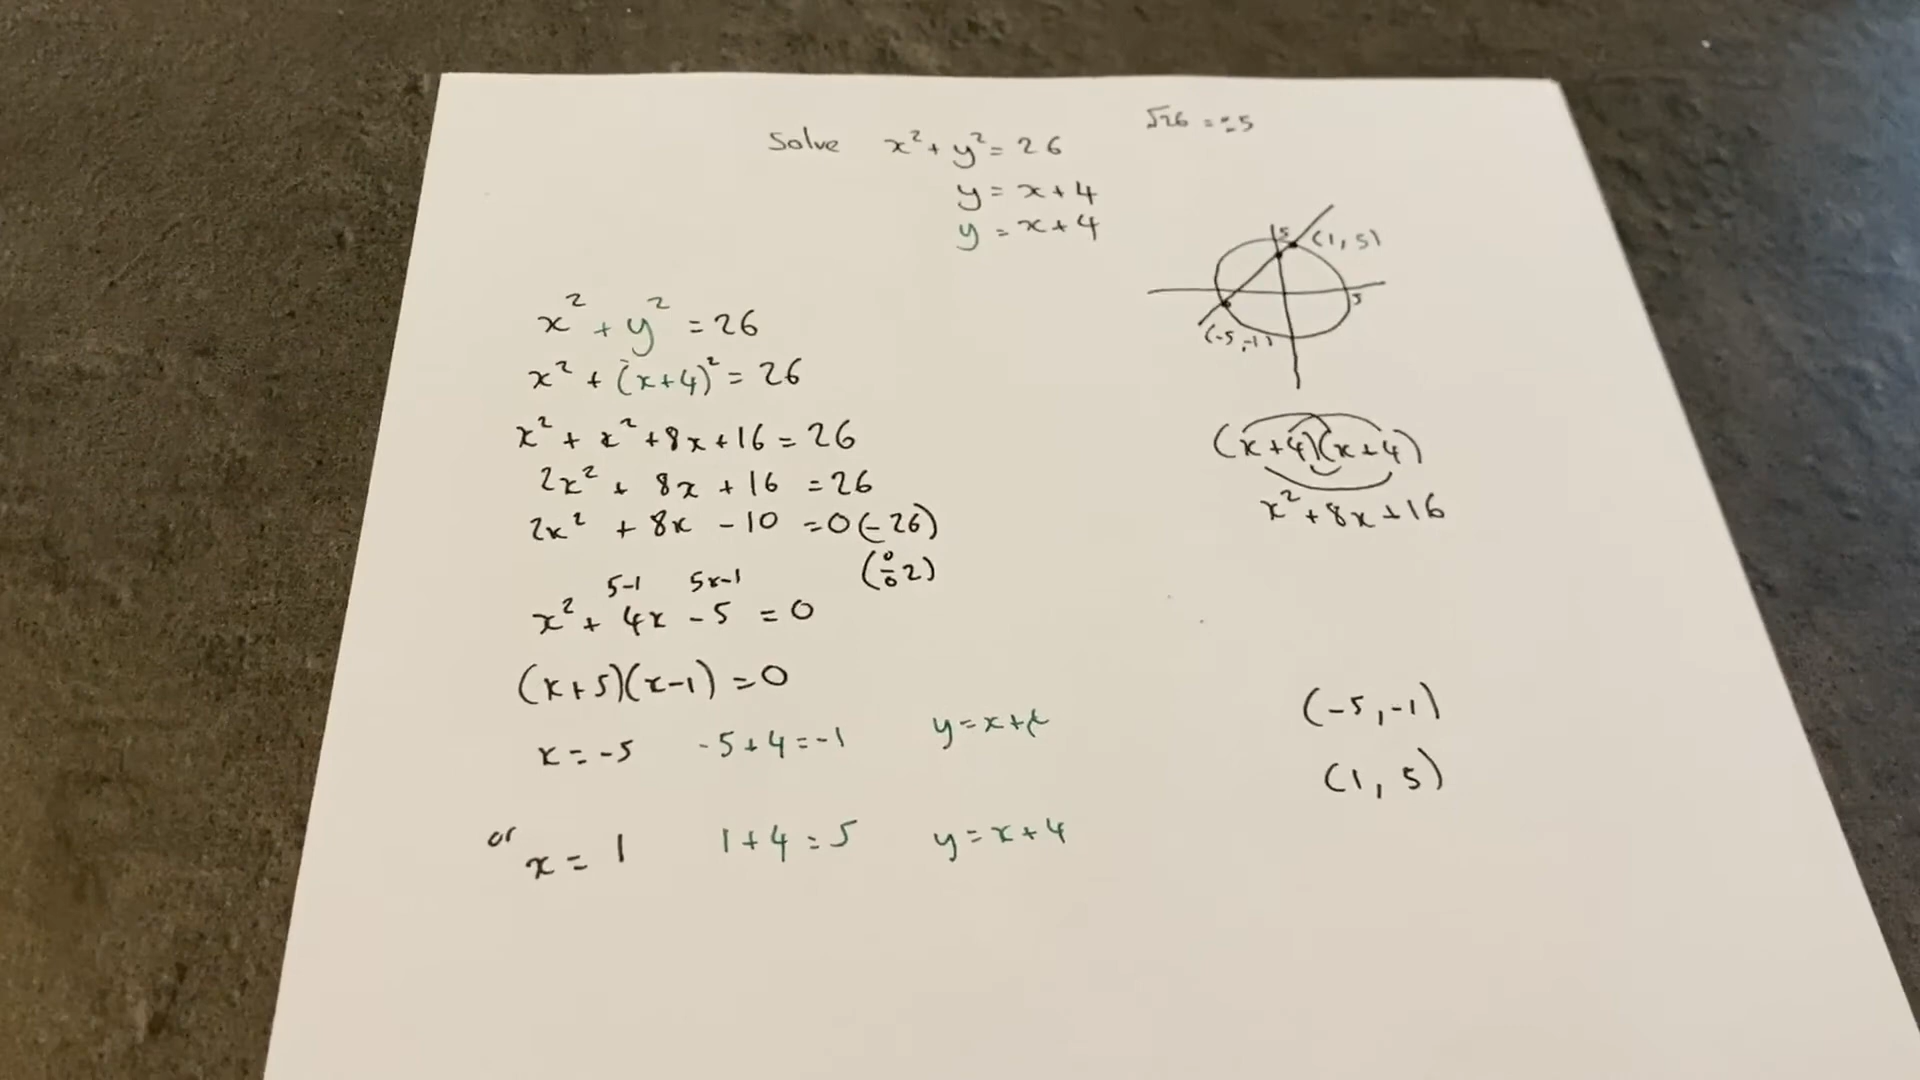 Solve x² + y² = 26
√26 = ±5
y = x + 4
y = x + 4
5 (1, 5)
5
(-5, -1)
x² + y² = 26
x² + (x+4)² = 26
x² + x² + 8x + 16 = 26
2x² + 8x + 16 = 26
2x² + 8x - 10 = 0 (- 26)
(÷2)
5-1 5x-1
x² + 4x - 5 = 0
(x+5)(x-1) = 0
x = -5 -5+4 = -1 y = x+
or x = 1 1+4 = 5 y = x+4
(x+4)(x+4)
x² + 8x + 16
(-5, -1)
(1, 5)